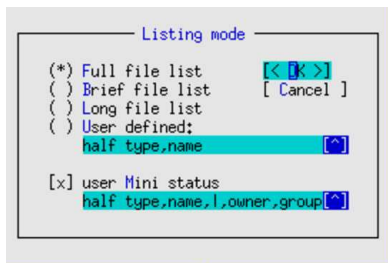 Listing mode
(*) Full file list [< OK >]
( ) Brief file list [ Cancel ]
( ) Long file list
( ) User defined:
half type,name [^]
[x] user Mini status
half type,name,|,owner,group[^]